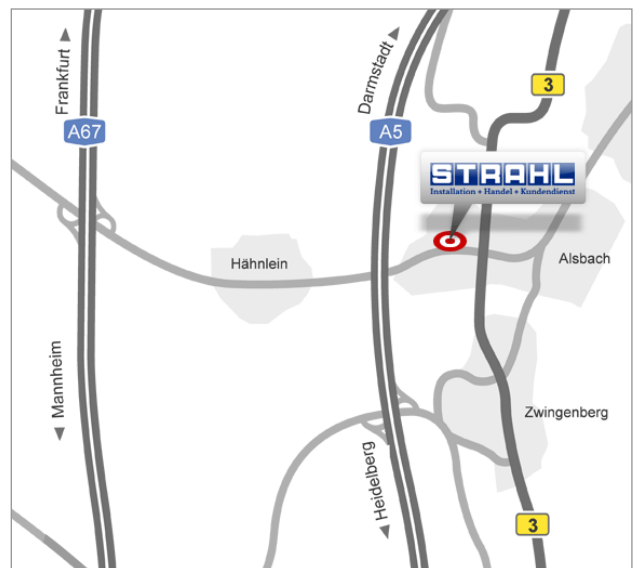 Frankfurt
Darmstadt
3
A67
A5
STRAHL
Installation + Handel + Kundendienst
Hähnlein
Alsbach
Mannheim
Zwingenberg
Heidelberg
3